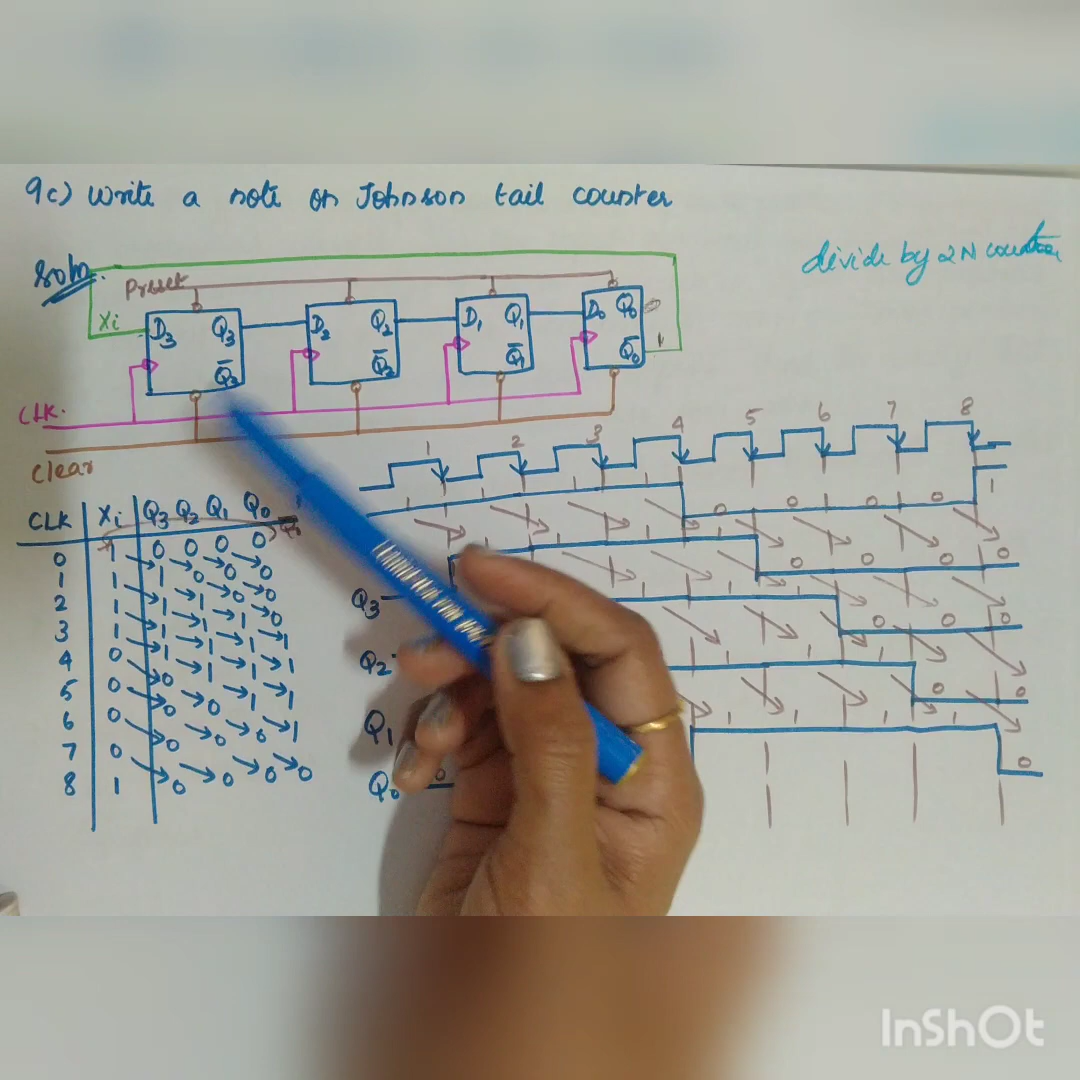 9c) Write a note on Johnson tail counter
divide by 2N counter
soln.
Preset
Xi D3 Q3 D2 Q2 D1 Q1 D0 Q0 0
Q̅3 Q̅2 Q̅1 Q̅0 1
CLK.
Clear
1 2 3 4 5 6 7 8
CLK Xi Q3 Q2 Q1 Q0
0 1 0 0 0 0
1 1 1 0 0 0
2 1 1 1 0 0
3 1 1 1 1 0
4 0 1 1 1 1
5 0 0 1 1 1
6 0 0 0 1 1
7 0 0 0 0 1
8 1 0 0 0 0
Q3
Q2
Q1
Q0
InShOt